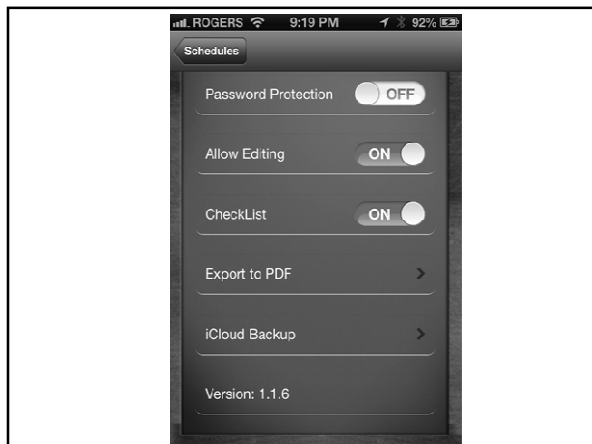 ROGERS 9:19 PM 92%
Schedules
Password Protection OFF
Allow Editing ON
CheckList ON
Export to PDF
iCloud Backup
Version: 1.1.6